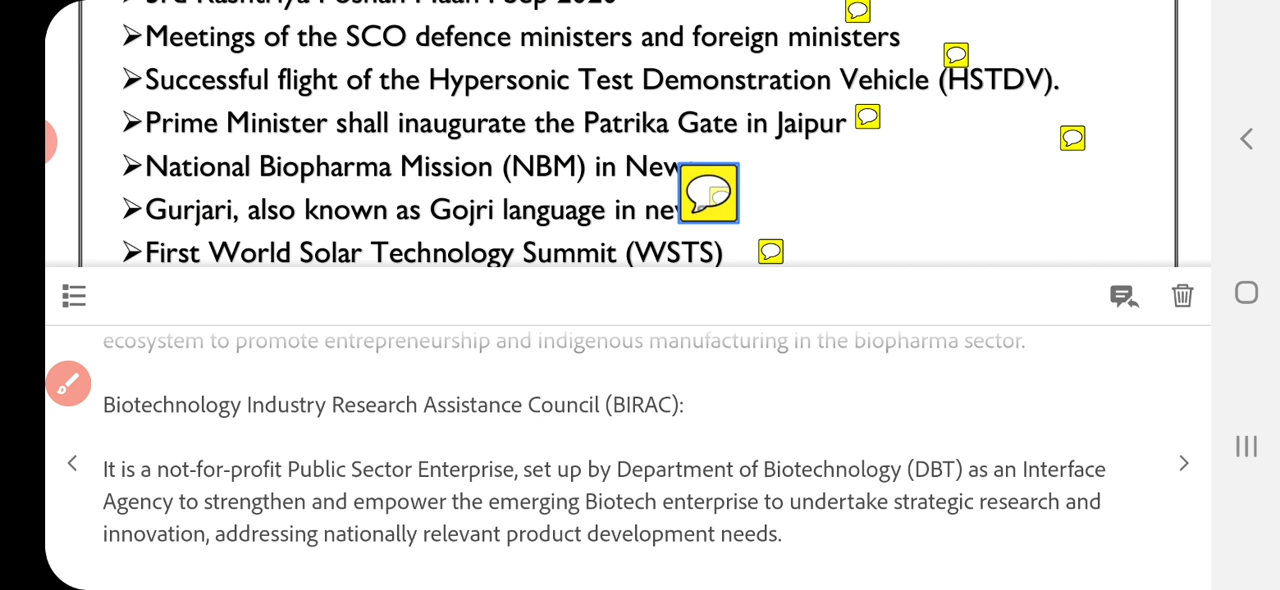 ➢Meetings of the SCO defence ministers and foreign ministers
➢Successful flight of the Hypersonic Test Demonstration Vehicle (HSTDV).
➢Prime Minister shall inaugurate the Patrika Gate in Jaipur
➢National Biopharma Mission (NBM) in
➢Gurjari, also known as Gojri language in
➢First World Solar Technology Summit (WSTS)
ecosystem to promote entrepreneurship and indigenous manufacturing in the biopharma sector.
Biotechnology Industry Research Assistance Council (BIRAC):
It is a not-for-profit Public Sector Enterprise, set up by Department of Biotechnology (DBT) as an Interface
Agency to strengthen and empower the emerging Biotech enterprise to undertake strategic research and
innovation, addressing nationally relevant product development needs.